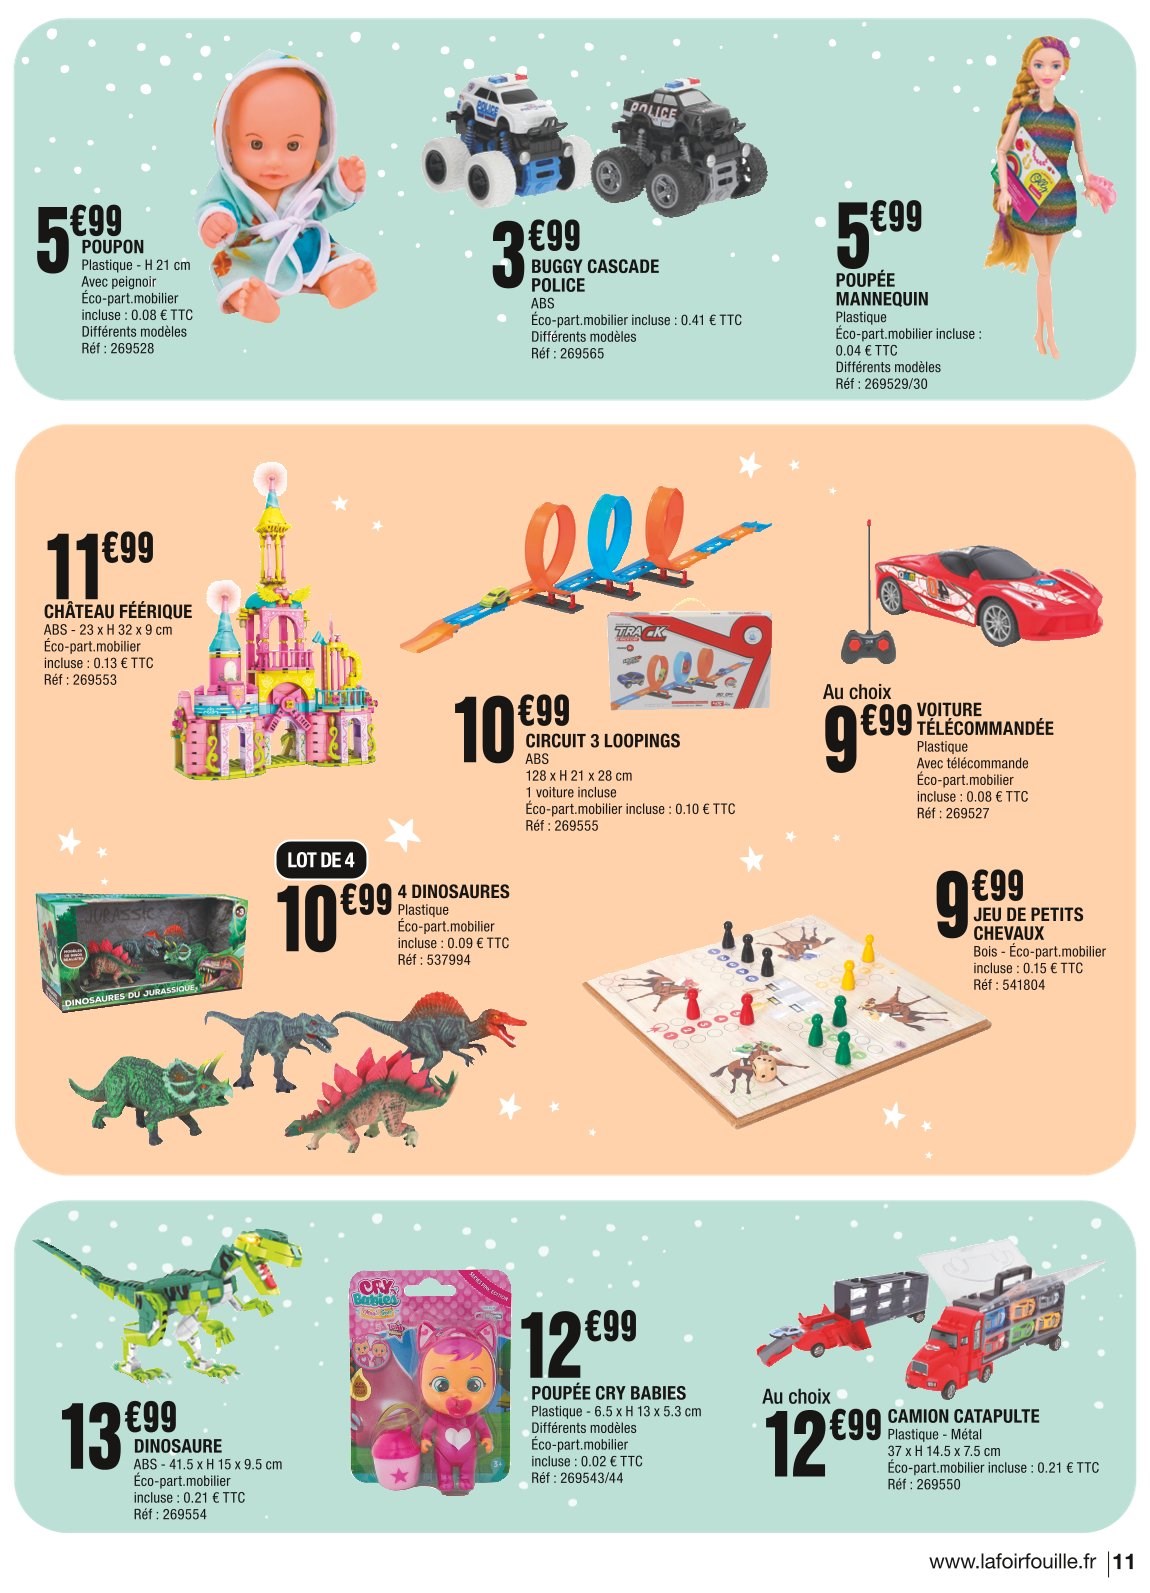 5€99
POUPON
Plastique - H 21 cm
Avec peignoir
Éco-part.mobilier
incluse : 0.08 € TTC
Différents modèles
Réf : 269528
POLICE
POLICE
3€99
BUGGY CASCADE
POLICE
ABS
Éco-part.mobilier incluse : 0.41 € TTC
Différents modèles
Réf : 269565
5€99
POUPÉE
MANNEQUIN
Plastique
Éco-part.mobilier incluse :
0.04 € TTC
Différents modèles
Réf : 269529/30
11€99
CHÂTEAU FÉÉRIQUE
ABS - 23 x H 32 x 9 cm
Éco-part.mobilier
incluse : 0.13 € TTC
Réf : 269553
TRACK
10€99
CIRCUIT 3 LOOPINGS
ABS
128 x H 21 x 28 cm
1 voiture incluse
Éco-part.mobilier incluse : 0.10 € TTC
Réf : 269555
Au choix
9€99
VOITURE
TÉLÉCOMMANDÉE
Plastique
Avec télécommande
Éco-part.mobilier
incluse : 0.08 € TTC
Réf : 269527
LOT DE 4
10€99
4 DINOSAURES
Plastique
Éco-part.mobilier
incluse : 0.09 € TTC
Réf : 537994
JURASSIC
DINOSAURES DU JURASSIQUE
9€99
JEU DE PETITS
CHEVAUX
Bois - Éco-part.mobilier
incluse : 0.15 € TTC
Réf : 541804
13€99
DINOSAURE
ABS - 41.5 x H 15 x 9.5 cm
Éco-part.mobilier
incluse : 0.21 € TTC
Réf : 269554
CRY
Babies
12€99
POUPÉE CRY BABIES
Plastique - 6.5 x H 13 x 5.3 cm
Différents modèles
Éco-part.mobilier
incluse : 0.02 € TTC
Réf : 269543/44
Au choix
12€99
CAMION CATAPULTE
Plastique - Métal
37 x H 14.5 x 7.5 cm
Éco-part.mobilier incluse : 0.21 € TTC
Réf : 269550
www.lafoirfouille.fr | 11